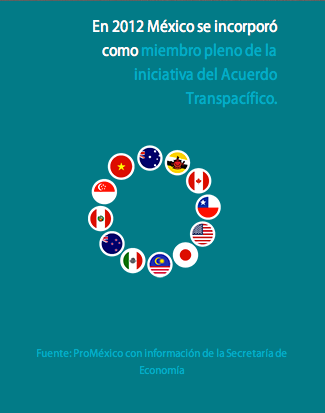 En 2012 México se incorporó
como miembro pleno de la
iniciativa del Acuerdo
Transpacífico.
Fuente: ProMéxico con información de la Secretaría de
Economía